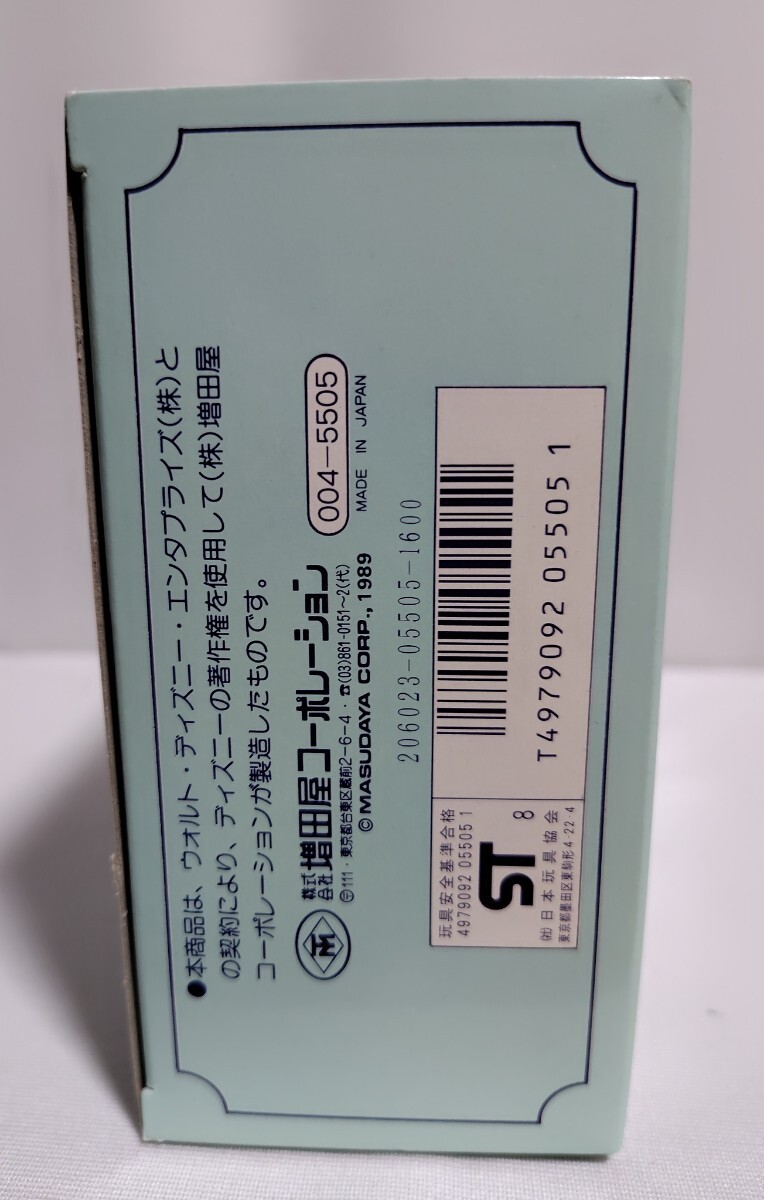 ●本商品は、ウォルト・ディズニー・エンタプライズ(株)と
の契約により、ディズニーの著作権を使用して(株)増田屋
コーポレーションが製造したものです。
TM 株式会社 増田屋コーポレーション 004-5505
〒111・東京都台東区蔵前2-6-4・☎(03)861-0151〜2(代)
©MASUDAYA CORP., 1989 MADE IN JAPAN
206023-05505-1600
T4979092 05505 1
玩具安全基準合格
4979092 05505 1
ST 8
(社)日本玩具協会
東京都墨田区東駒形4-22-4